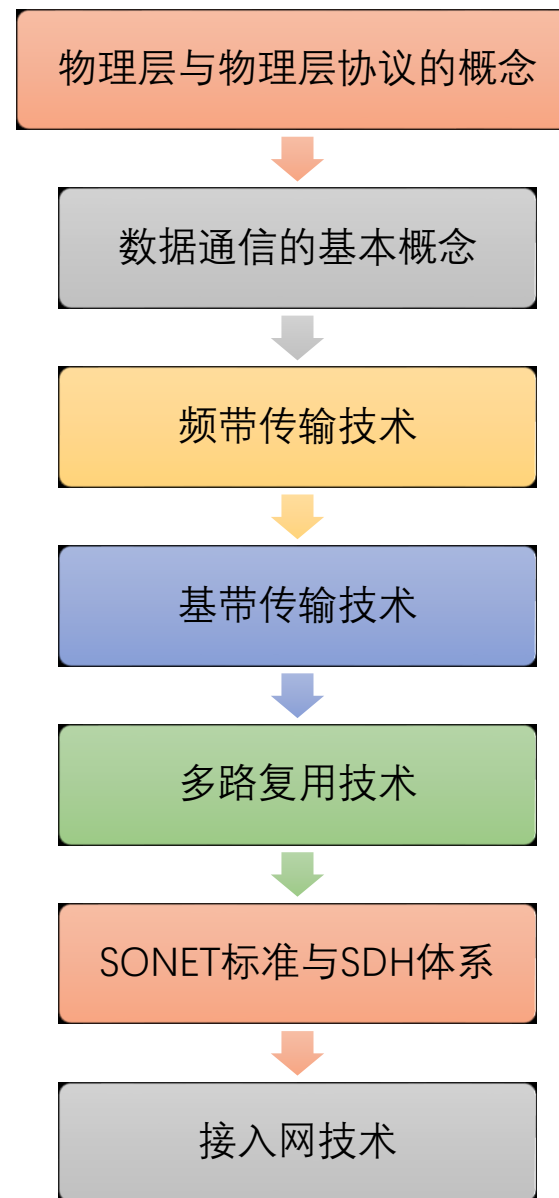 物理层与物理层协议的概念
数据通信的基本概念
频带传输技术
基带传输技术
多路复用技术
SONET标准与SDH体系
接入网技术